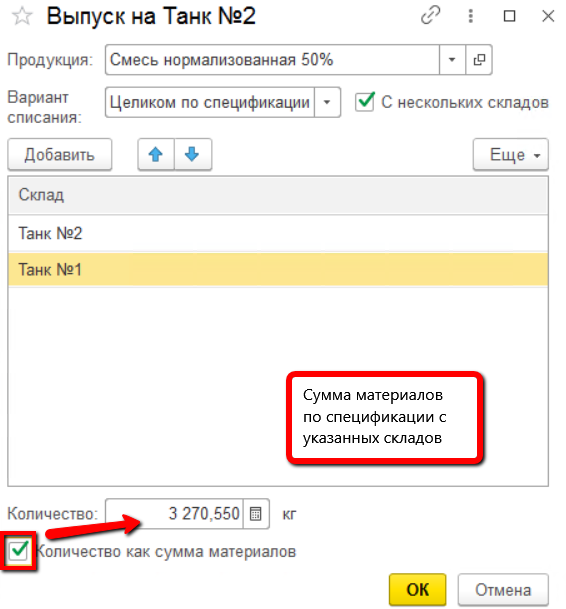 Выпуск на Танк №2
Продукция: Смесь нормализованная 50%
Вариант списания: Целиком по спецификации С нескольких складов
Добавить Еще
Склад
Танк №2
Танк №1
Сумма материалов
по спецификации с
указанных складов
Количество: 3 270,550 кг
Количество как сумма материалов
ОК Отмена